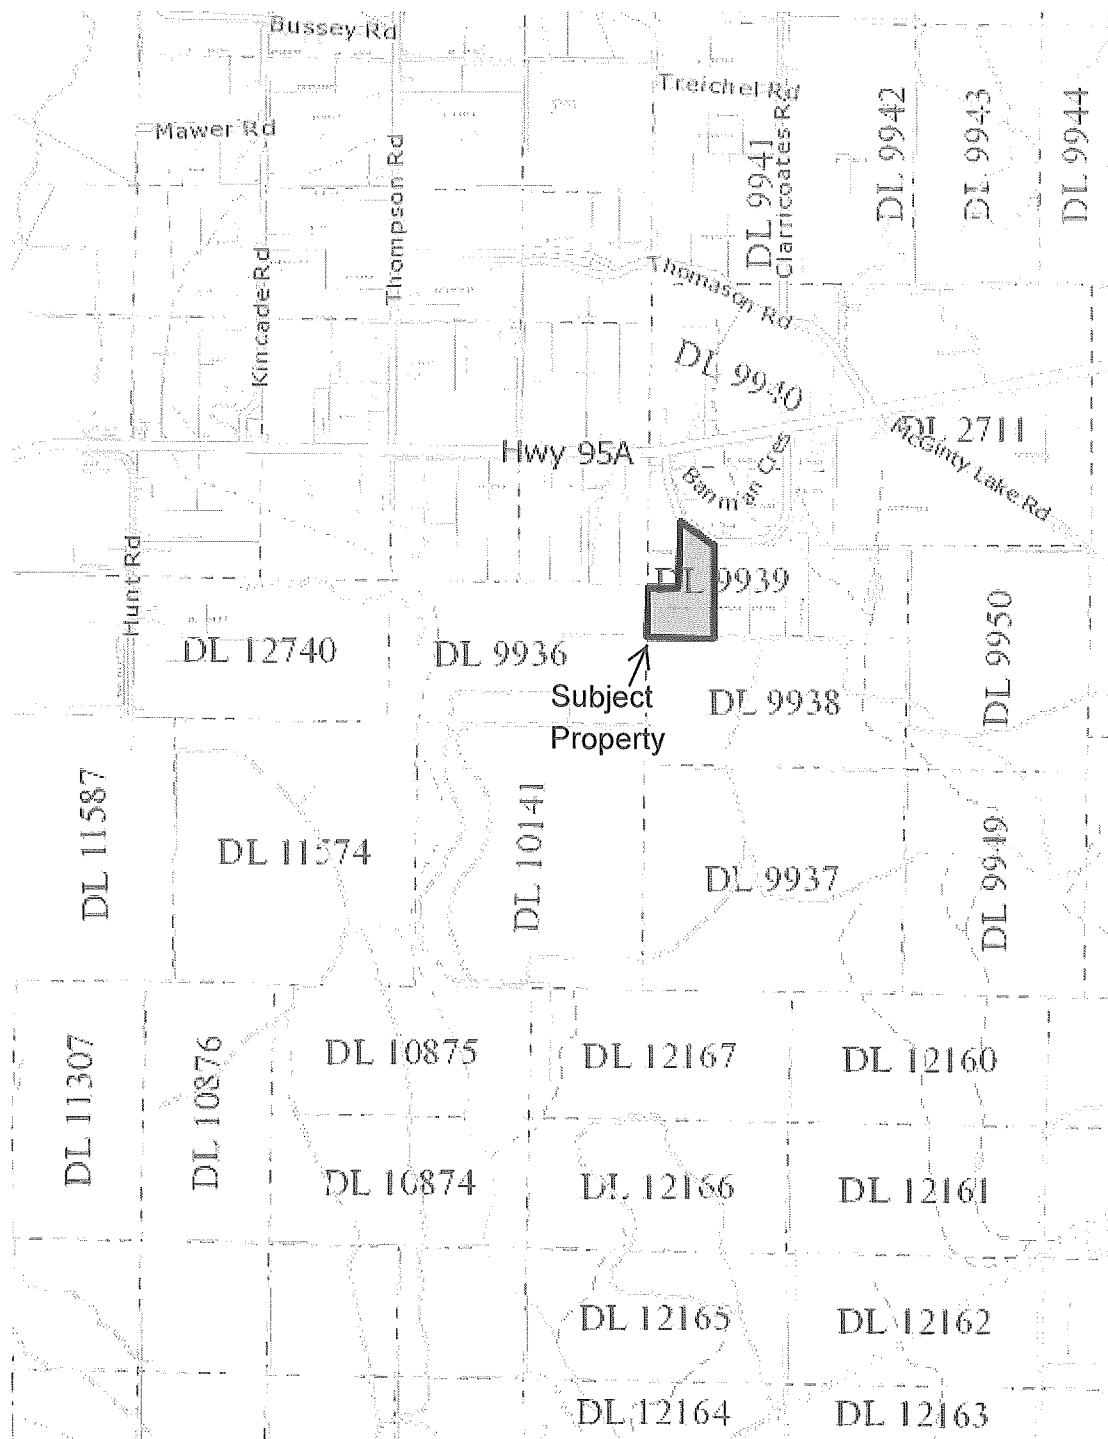 Bussey Rd
Treichel Rd
Mawer Rd
Thompson Rd
DL 9941
Clarricoates Rd
DL 9942
DL 9943
DL 9944
Kincade Rd
Thomason Rd
DL 9940
Hwy 95A
Barman Cres
DL 2711
McGinty Lake Rd
Hunt Rd
DL 9939
DL 12740
DL 9936
DL 9950
Subject
Property
DL 9938
DL 11587
DL 11574
DL 10141
DL 9937
DL 9949
DL 11307
DL 10876
DL 10875
DL 12167
DL 12160
DL 10874
DL 12166
DL 12161
DL 12165
DL 12162
DL 12164
DL 12163